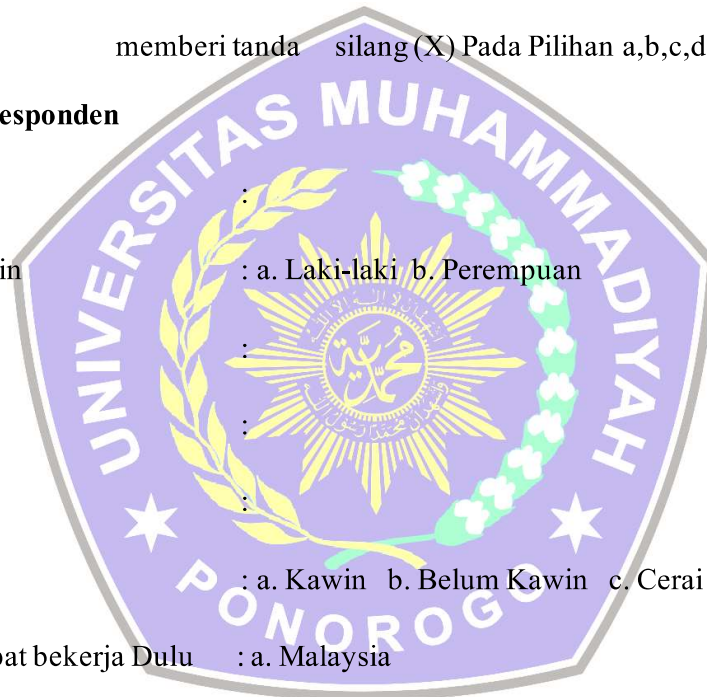 memberi tanda silang (X) Pada Pilihan a,b,c,d
esponden
:
in : a. Laki-laki b. Perempuan
:
:
:
: a. Kawin b. Belum Kawin c. Cerai
pat bekerja Dulu : a. Malaysia
UNIVERSITAS MUHAMMADIYAH
PONOROGO
محمدية